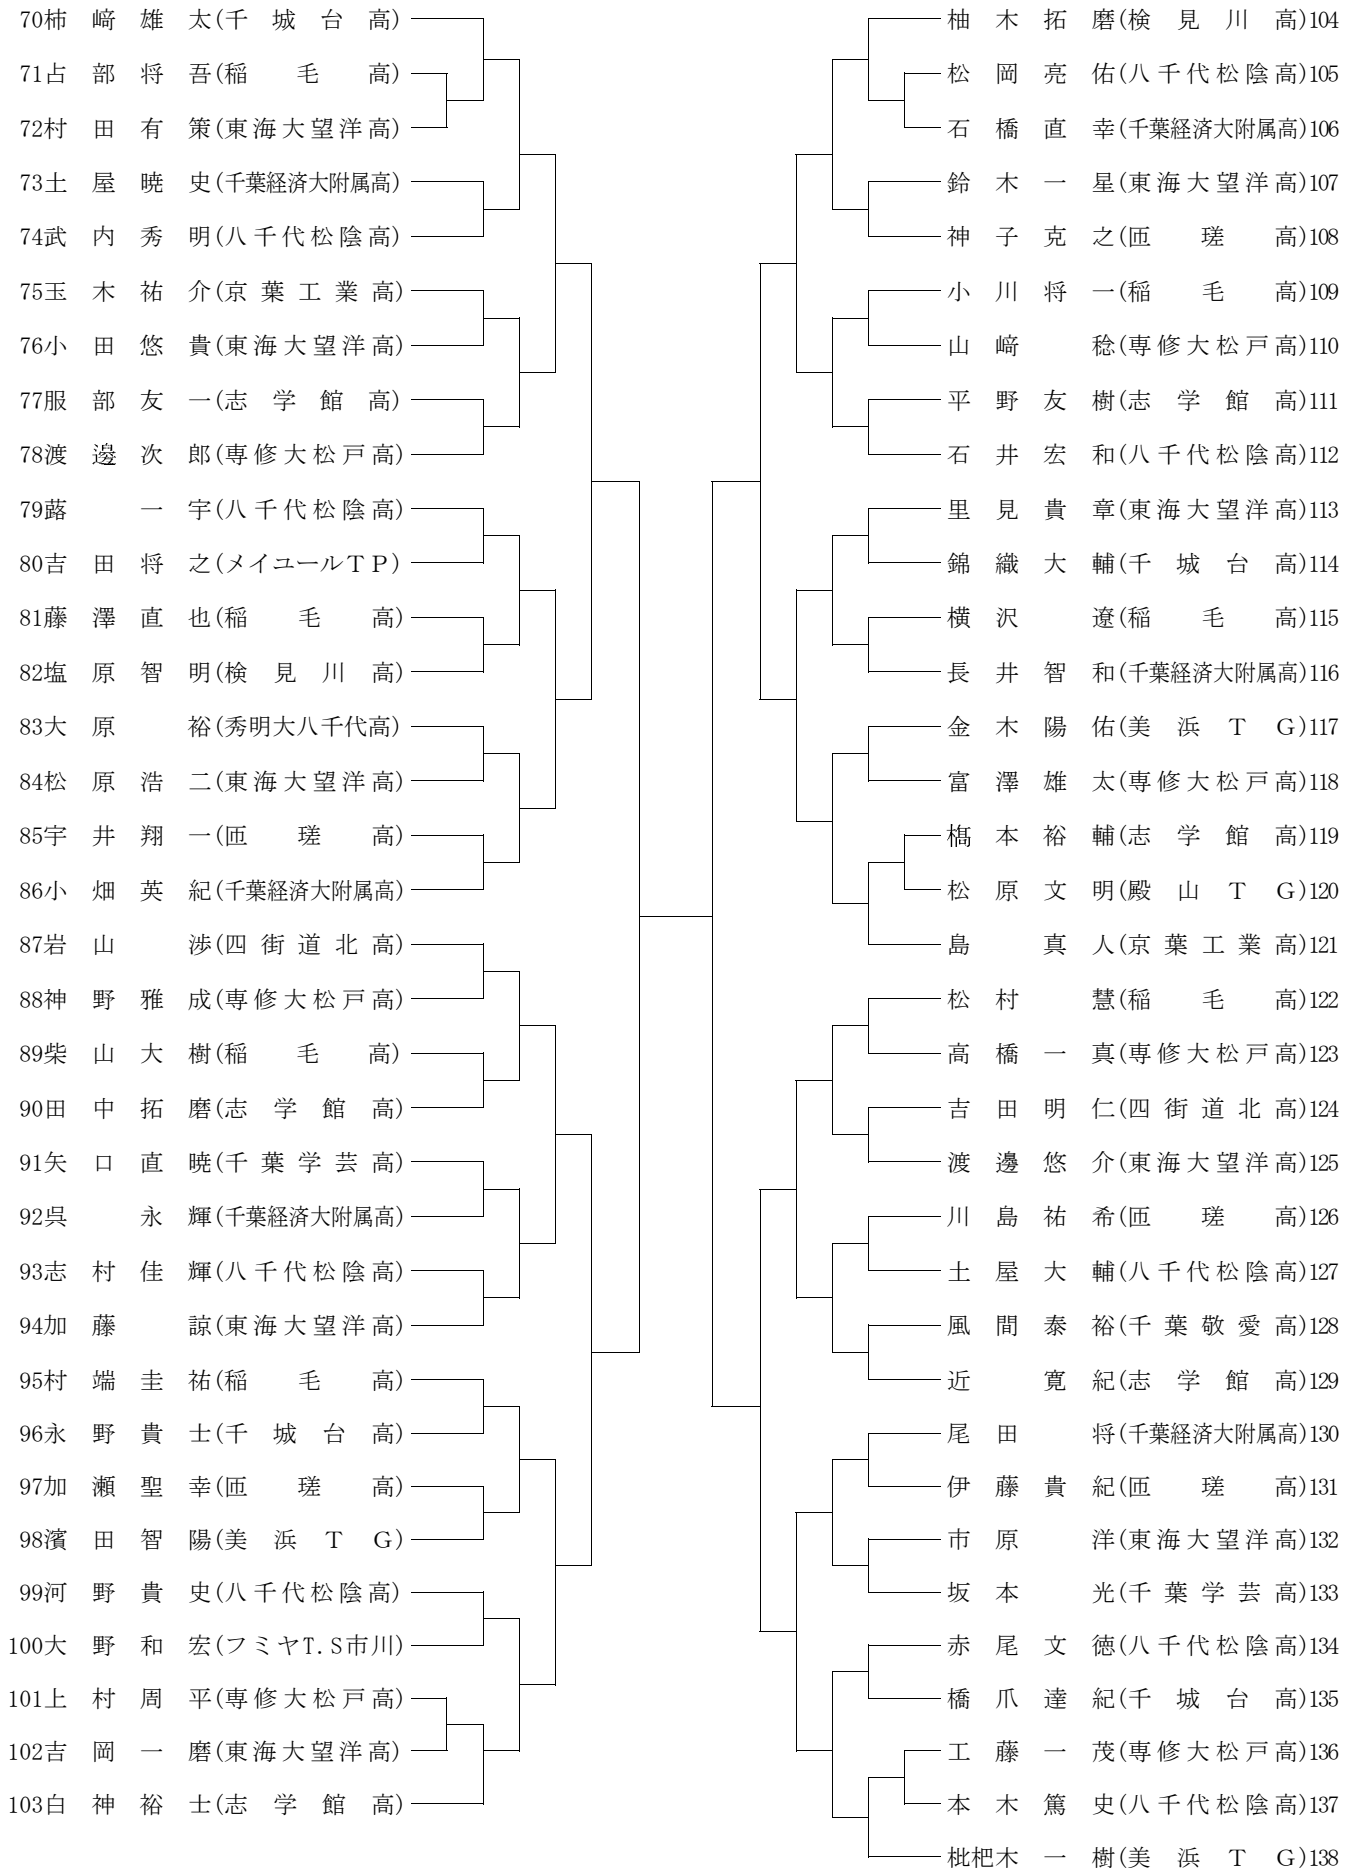 70柿﨑雄太(千城台高)
71占部将吾(稲毛高)
72村田有策(東海大望洋高)
73土屋暁史(千葉経済大附属高)
74武内秀明(八千代松陰高)
75玉木祐介(京葉工業高)
76小田悠貴(東海大望洋高)
77服部友一(志学館高)
78渡邊次郎(専修大松戸高)
79蕗一宇(八千代松陰高)
80吉田将之(メイユールTP)
81藤澤直也(稲毛高)
82塩原智明(検見川高)
83大原裕(秀明大八千代高)
84松原浩二(東海大望洋高)
85宇井翔一(匝瑳高)
86小畑英紀(千葉経済大附属高)
87岩山渉(四街道北高)
88神野雅成(専修大松戸高)
89柴山大樹(稲毛高)
90田中拓磨(志学館高)
91矢口直暁(千葉学芸高)
92呉永輝(千葉経済大附属高)
93志村佳輝(八千代松陰高)
94加藤諒(東海大望洋高)
95村端圭祐(稲毛高)
96永野貴士(千城台高)
97加瀬聖幸(匝瑳高)
98濱田智陽(美浜TG)
99河野貴史(八千代松陰高)
100大野和宏(フミヤT.S市川)
101上村周平(専修大松戸高)
102吉岡一磨(東海大望洋高)
103白神裕士(志学館高)
柚木拓磨(検見川高)104
松岡亮佑(八千代松陰高)105
石橋直幸(千葉経済大附属高)106
鈴木一星(東海大望洋高)107
神子克之(匝瑳高)108
小川将一(稲毛高)109
山﨑稔(専修大松戸高)110
平野友樹(志学館高)111
石井宏和(八千代松陰高)112
里見貴章(東海大望洋高)113
錦織大輔(千城台高)114
横沢遼(稲毛高)115
長井智和(千葉経済大附属高)116
金木陽佑(美浜TG)117
富澤雄太(専修大松戸高)118
槗本裕輔(志学館高)119
松原文明(殿山TG)120
島真人(京葉工業高)121
松村慧(稲毛高)122
高橋一真(専修大松戸高)123
吉田明仁(四街道北高)124
渡邊悠介(東海大望洋高)125
川島祐希(匝瑳高)126
土屋大輔(八千代松陰高)127
風間泰裕(千葉敬愛高)128
近寛紀(志学館高)129
尾田将(千葉経済大附属高)130
伊藤貴紀(匝瑳高)131
市原洋(東海大望洋高)132
坂本光(千葉学芸高)133
赤尾文徳(八千代松陰高)134
橋爪達紀(千城台高)135
工藤一茂(専修大松戸高)136
本木篤史(八千代松陰高)137
枇杷木一樹(美浜TG)138